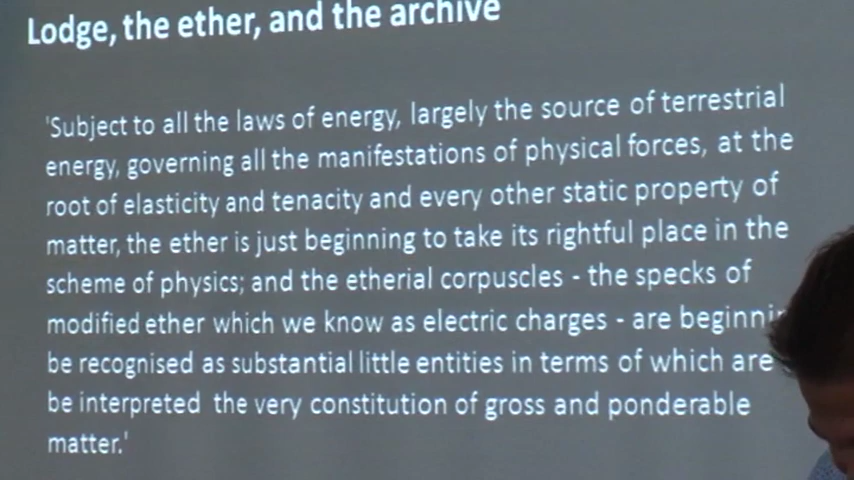 Lodge, the ether, and the archive
'Subject to all the laws of energy, largely the source of terrestrial
energy, governing all the manifestations of physical forces, at the
root of elasticity and tenacity and every other static property of
matter, the ether is just beginning to take its rightful place in the
scheme of physics; and the etherial corpuscles - the specks of
modified ether which we know as electric charges - are
be recognised as substantial little entities in terms of which are
be interpreted the very constitution of gross and ponderable
matter.'